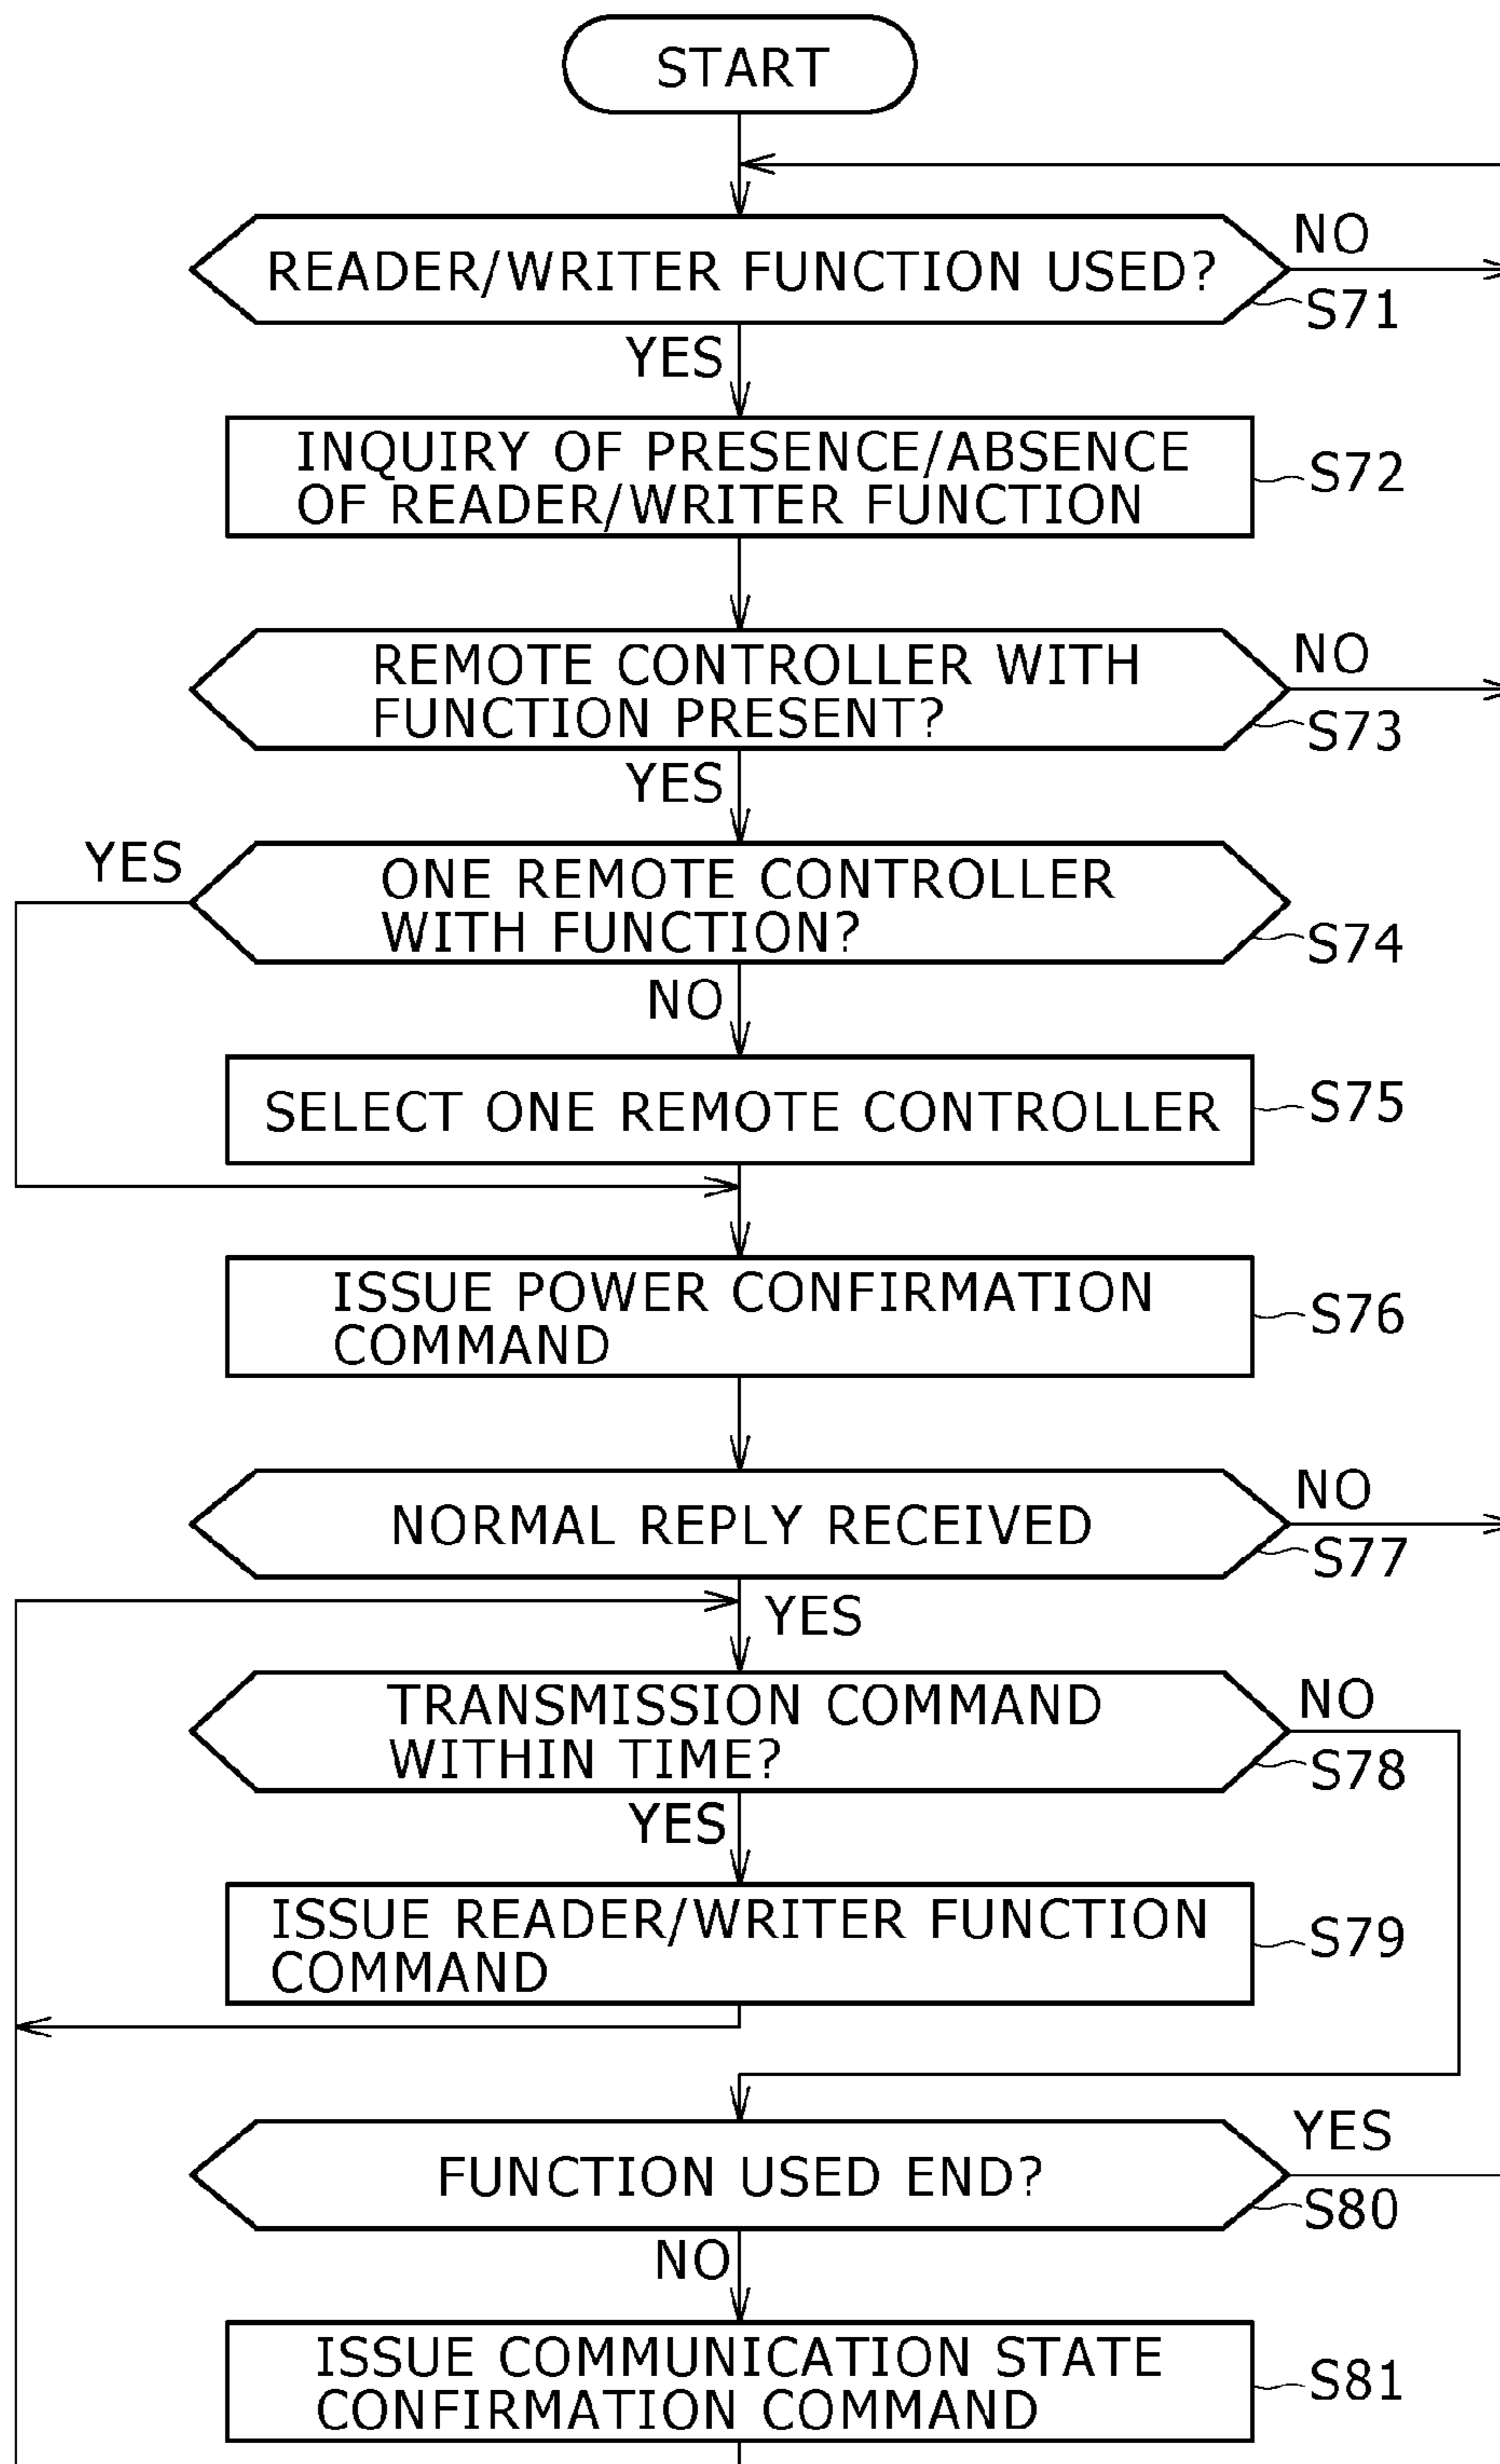 START
READER/WRITER FUNCTION USED?
NO
S71
YES
INQUIRY OF PRESENCE/ABSENCE
OF READER/WRITER FUNCTION
S72
REMOTE CONTROLLER WITH
FUNCTION PRESENT?
NO
S73
YES
YES
ONE REMOTE CONTROLLER
WITH FUNCTION?
S74
NO
SELECT ONE REMOTE CONTROLLER
S75
ISSUE POWER CONFIRMATION
COMMAND
S76
NORMAL REPLY RECEIVED
NO
S77
YES
TRANSMISSION COMMAND
WITHIN TIME?
NO
S78
YES
ISSUE READER/WRITER FUNCTION
COMMAND
S79
FUNCTION USED END?
YES
S80
NO
ISSUE COMMUNICATION STATE
CONFIRMATION COMMAND
S81